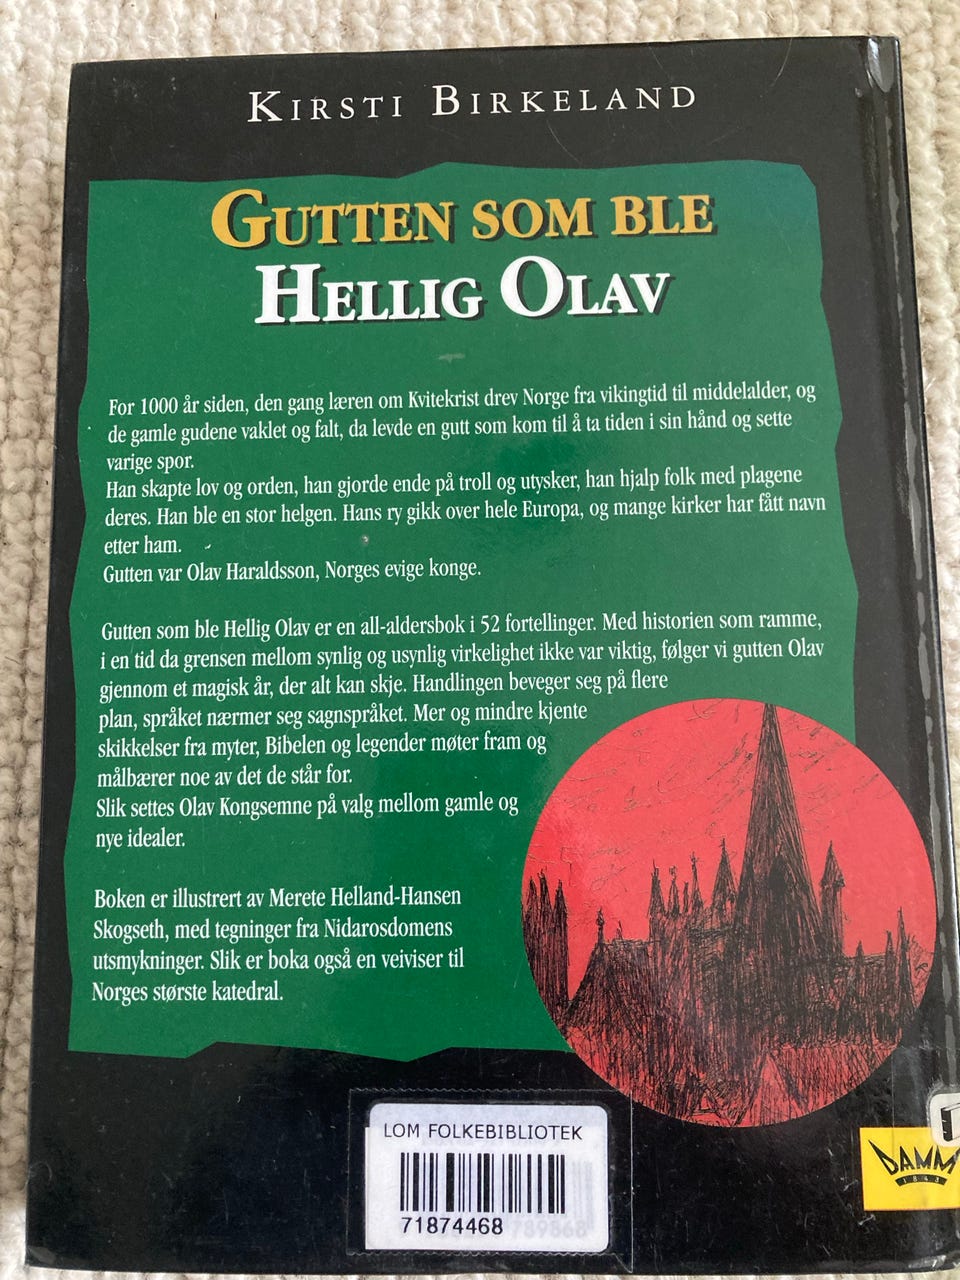 KIRSTI BIRKELAND
GUTTEN SOM BLE
HELLIG OLAV
For 1000 år siden, den gang læren om Kvitekrist drev Norge fra vikingtid til middelalder, og
de gamle gudene vaklet og falt, da levde en gutt som kom til å ta tiden i sin hånd og sette
varige spor.
Han skapte lov og orden, han gjorde ende på troll og utysker, han hjalp folk med plagene
deres. Han ble en stor helgen. Hans ry gikk over hele Europa, og mange kirker har fått navn
etter ham.
Gutten var Olav Haraldsson, Norges evige konge.
Gutten som ble Hellig Olav er en all-aldersbok i 52 fortellinger. Med historien som ramme,
i en tid da grensen mellom synlig og usynlig virkelighet ikke var viktig, følger vi gutten Olav
gjennom et magisk år, der alt kan skje. Handlingen beveger seg på flere
plan, språket nærmer seg sagnspråket. Mer og mindre kjente
skikkelser fra myter, Bibelen og legender møter fram og
målbærer noe av det de står for.
Slik settes Olav Kongsemne på valg mellom gamle og
nye idealer.
Boken er illustrert av Merete Helland-Hansen
Skogseth, med tegninger fra Nidarosdomens
utsmykninger. Slik er boka også en veiviser til
Norges største katedral.
LOM FOLKEBIBLIOTEK
71874468
DAMM
1843